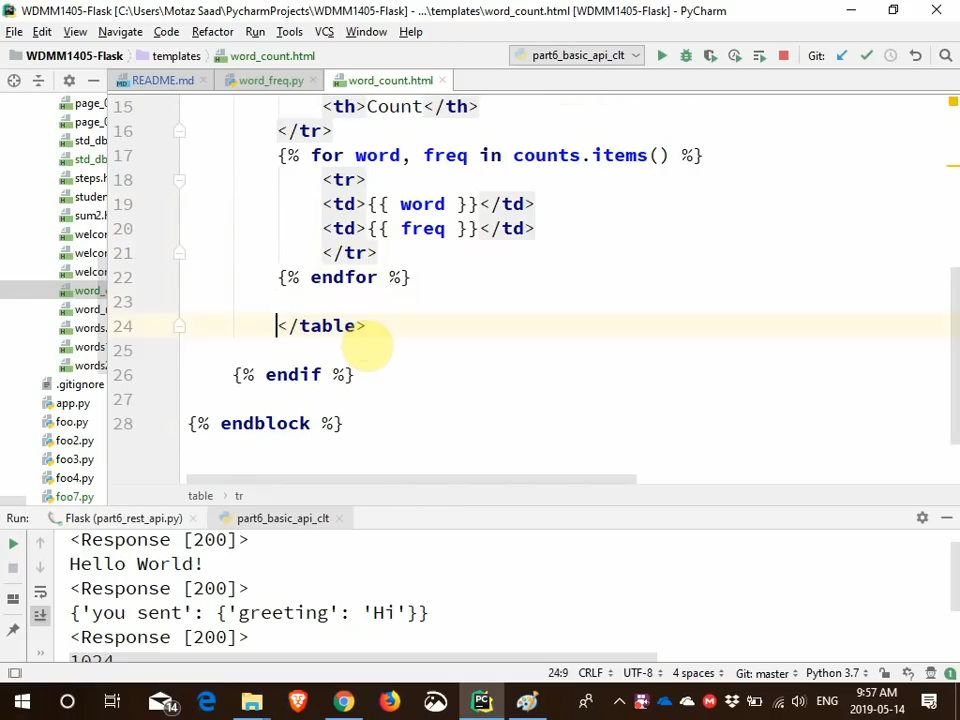 WDMM1405-Flask [C:\Users\Motaz Saad\PycharmProjects\WDMM1405-Flask] - ...\templates\word_count.html [WDMM1405-Flask] - PyCharm
File Edit View Navigate Code Refactor Run Tools VCS Window Help
WDMM1405-Flask templates word_count.html part6_basic_api_clt Git:
README.md word_freq.py word_count.html
page_
page_
std_db
std_db
steps.h
studen
sum2.h
welcor
welcor
welcor
word_
word_
words.
words
words
.gitignore
app.py
foo.py
foo2.py
foo3.py
foo4.py
foo7.py
15 <th>Count</th>
16 </tr>
17 {% for word, freq in counts.items() %}
18 <tr>
19 <td>{{ word }}</td>
20 <td>{{ freq }}</td>
21 </tr>
22 {% endfor %}
23
24 </table>
25
26 {% endif %}
27
28 {% endblock %}
table › tr
Run: Flask (part6_rest_api.py) part6_basic_api_clt
<Response [200]>
Hello World!
<Response [200]>
{'you sent': {'greeting': 'Hi'}}
<Response [200]>
1024
24:9 CRLF UTF-8 4 spaces Git: master Python 3.7 1
14 ENG 9:57 AM
2019-05-14